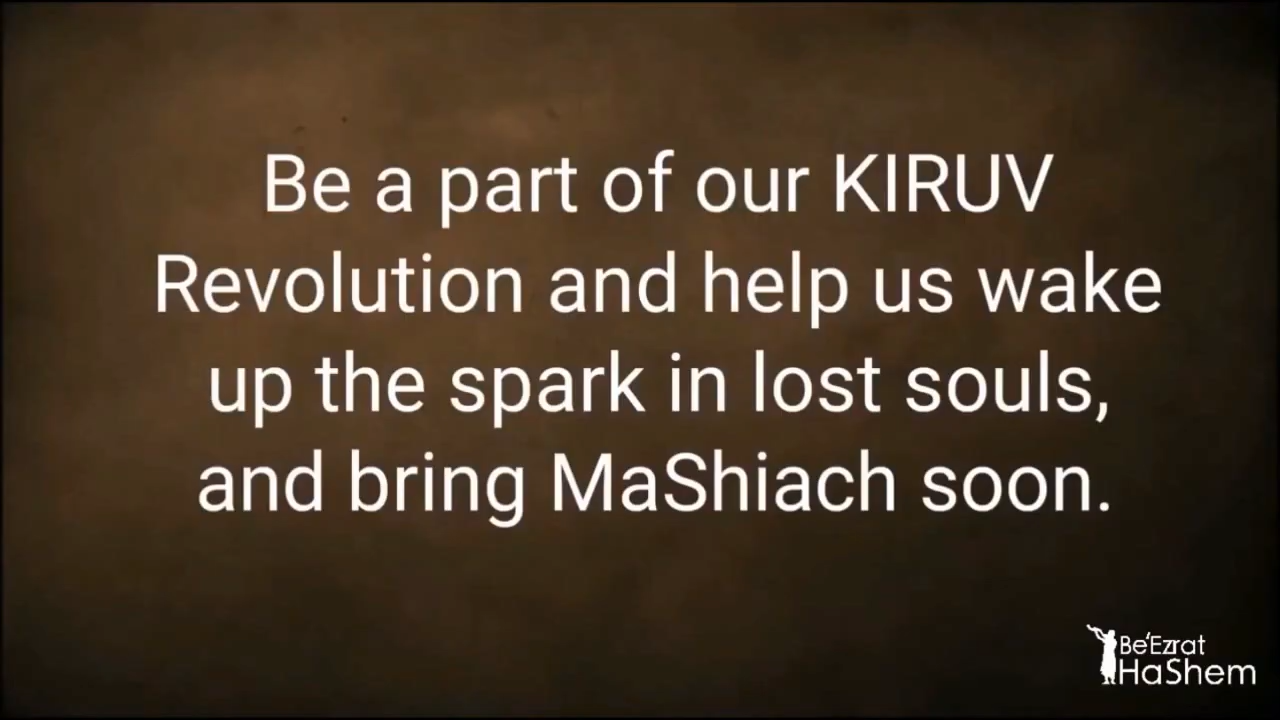 Be a part of our KIRUV
Revolution and help us wake
up the spark in lost souls,
and bring MaShiach soon.
Be'Ezrat
HaShem